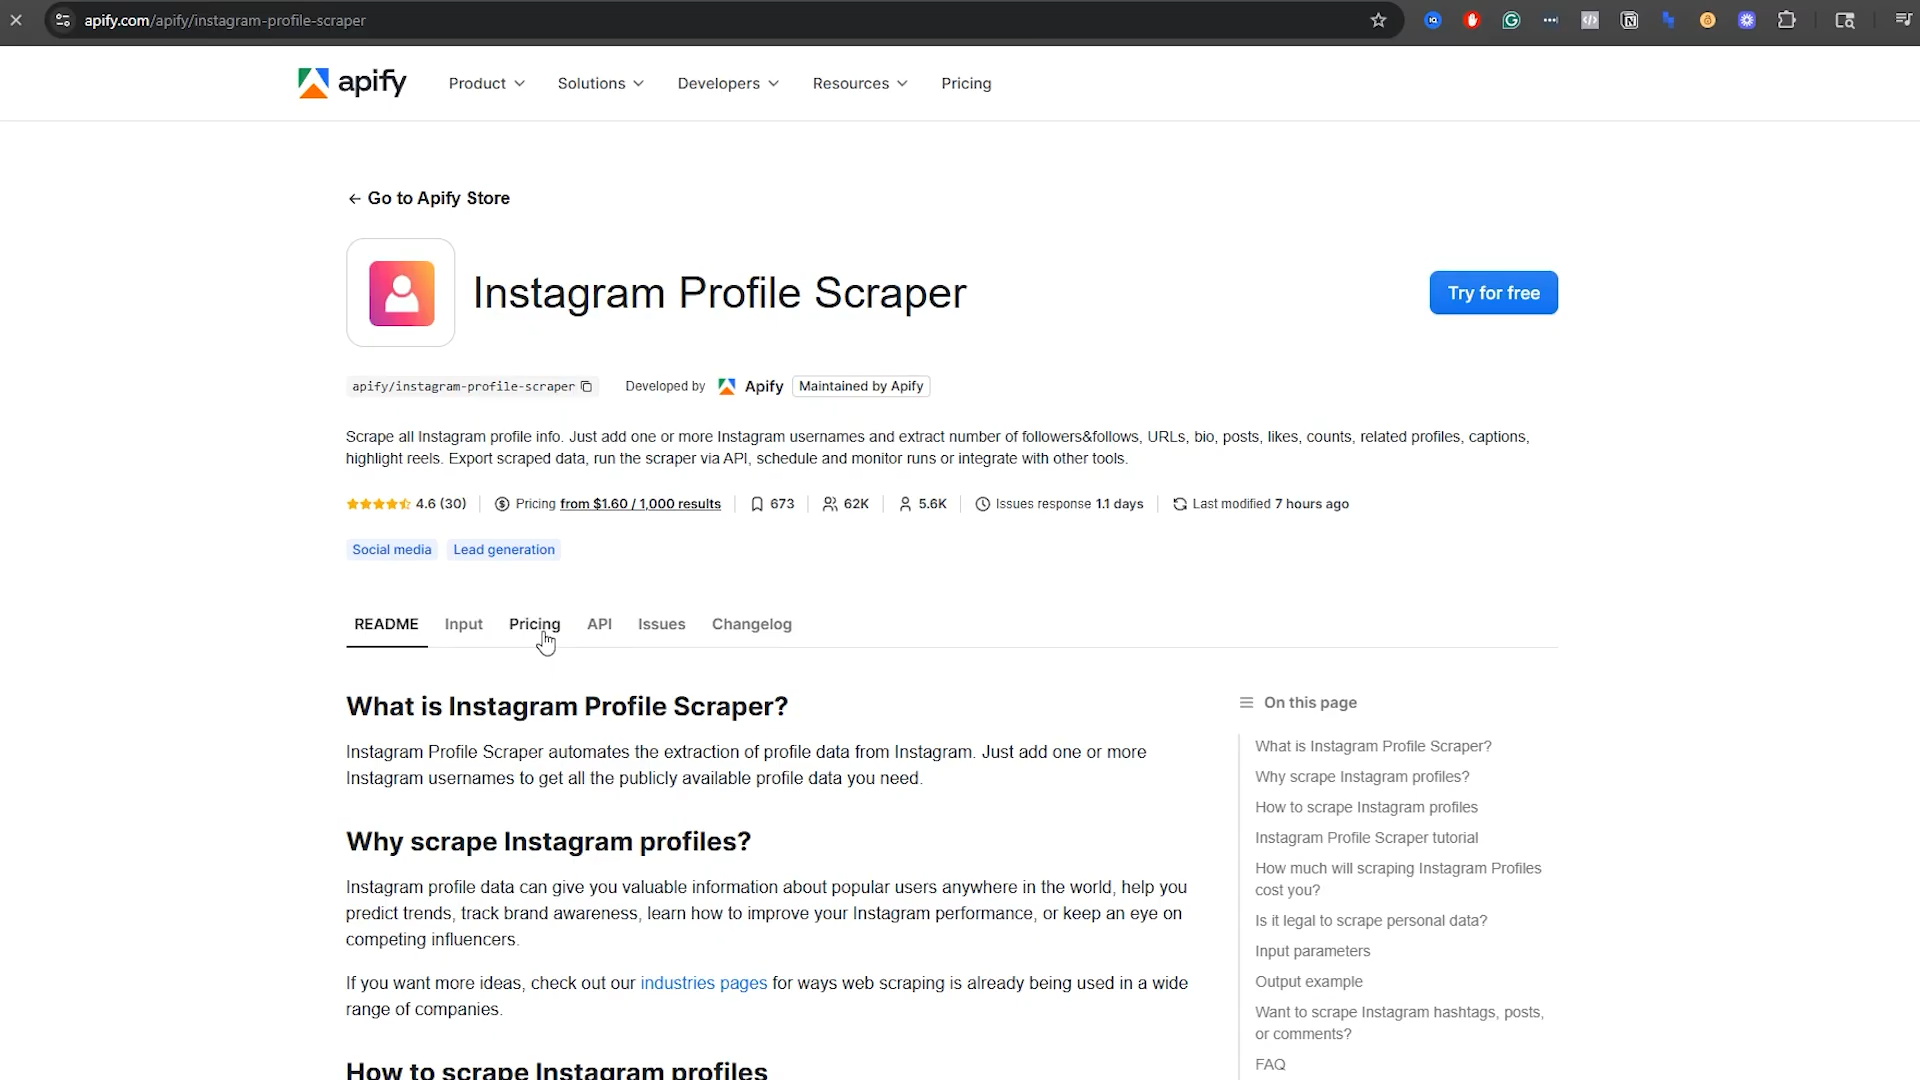 apify.com/apify/instagram-profile-scraper
apify
Product
Solutions
Developers
Resources
Pricing
← Go to Apify Store
Instagram Profile Scraper
Try for free
apify/instagram-profile-scraper
Developed by
Apify
Maintained by Apify
Scrape all Instagram profile info. Just add one or more Instagram usernames and extract number of followers&follows, URLs, bio, posts, likes, counts, related profiles, captions,
highlight reels. Export scraped data, run the scraper via API, schedule and monitor runs or integrate with other tools.
4.6 (30)
Pricing from $1.60 / 1,000 results
673
62K
5.6K
Issues response 1.1 days
Last modified 7 hours ago
Social media
Lead generation
README
Input
Pricing
API
Issues
Changelog
What is Instagram Profile Scraper?
Instagram Profile Scraper automates the extraction of profile data from Instagram. Just add one or more
Instagram usernames to get all the publicly available profile data you need.
Why scrape Instagram profiles?
Instagram profile data can give you valuable information about popular users anywhere in the world, help you
predict trends, track brand awareness, learn how to improve your Instagram performance, or keep an eye on
competing influencers.
If you want more ideas, check out our industries pages for ways web scraping is already being used in a wide
range of companies.
How to scrape Instagram profiles
On this page
What is Instagram Profile Scraper?
Why scrape Instagram profiles?
How to scrape Instagram profiles
Instagram Profile Scraper tutorial
How much will scraping Instagram Profiles
cost you?
Is it legal to scrape personal data?
Input parameters
Output example
Want to scrape Instagram hashtags, posts,
or comments?
FAQ